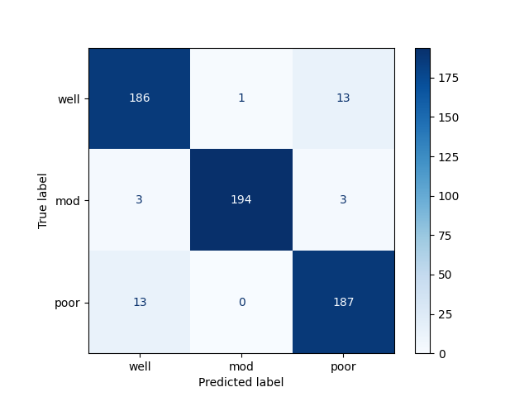 well 186 1 13
mod 3 194 3
poor 13 0 187
well mod poor
Predicted label
True label
175
150
125
100
75
50
25
0